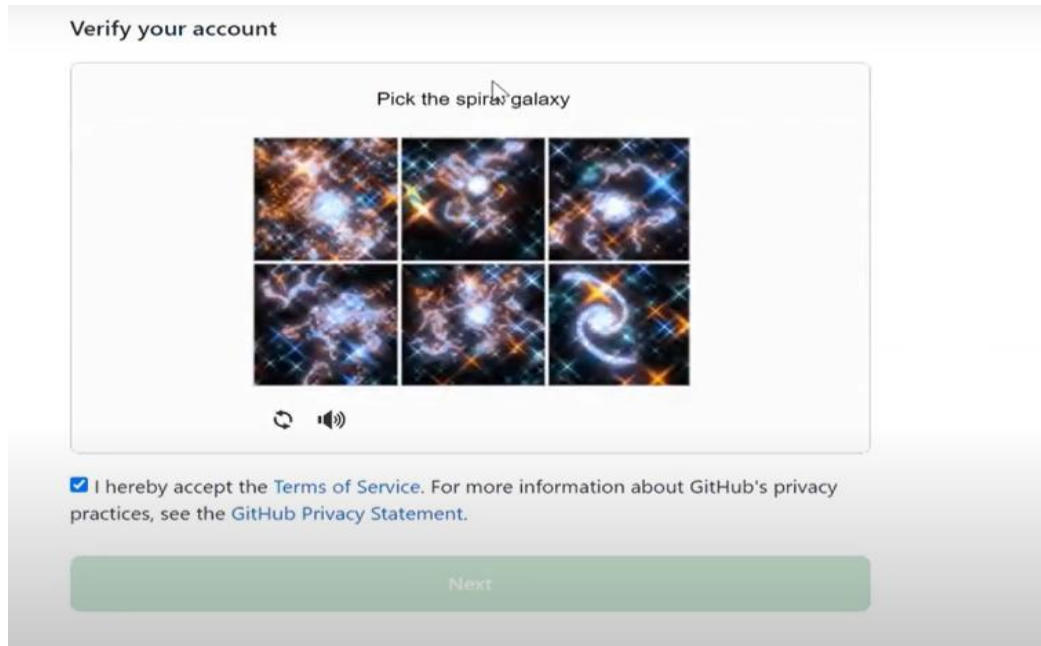 Verify your account
Pick the spiral galaxy
I hereby accept the Terms of Service. For more information about GitHub's privacy
practices, see the GitHub Privacy Statement.
Next